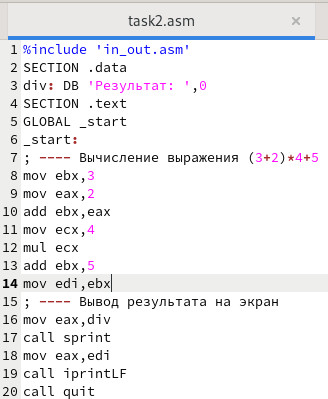 task2.asm ×
1 %include 'in_out.asm'
2 SECTION .data
3 div: DB 'Результат: ',0
4 SECTION .text
5 GLOBAL _start
6 _start:
7 ; ---- Вычисление выражения (3+2)*4+5
8 mov ebx,3
9 mov eax,2
10 add ebx,eax
11 mov ecx,4
12 mul ecx
13 add ebx,5
14 mov edi,ebx
15 ; ---- Вывод результата на экран
16 mov eax,div
17 call sprint
18 mov eax,edi
19 call iprintLF
20 call quit